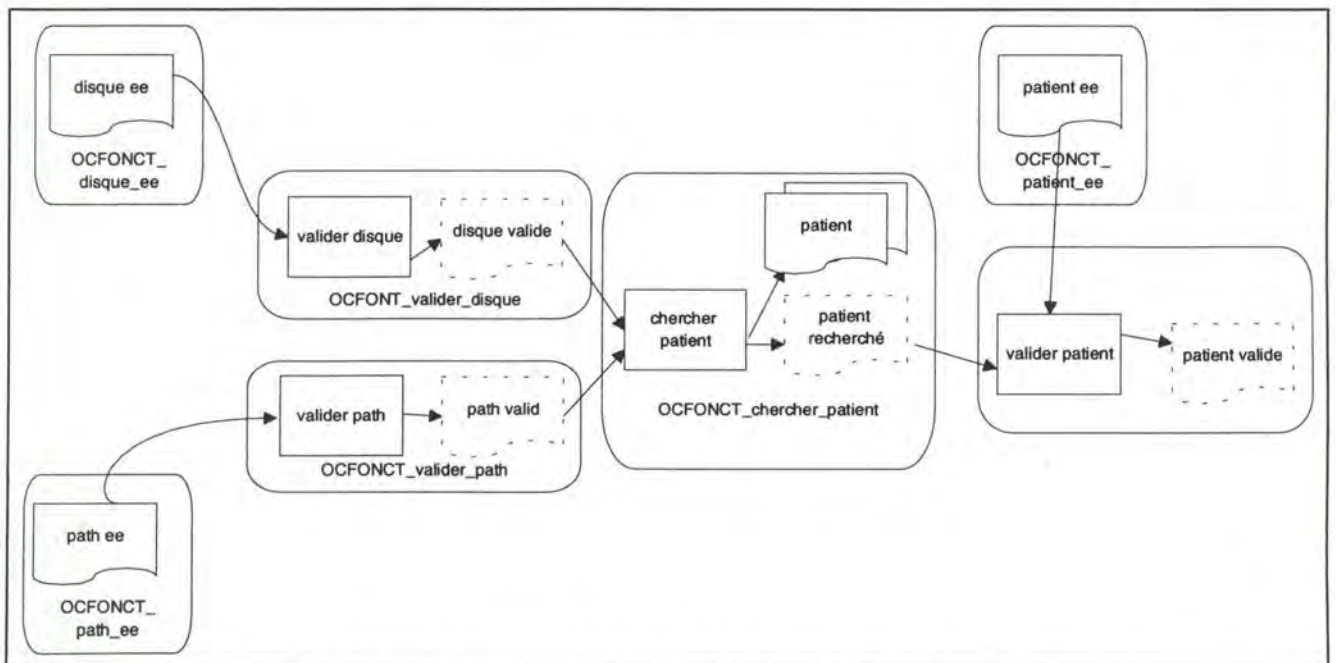 disque ee
OCFONCT_
disque_ee
patient ee
OCFONCT_
patient_ee
valider disque
disque valide
OCFONT_valider_disque
patient
chercher
patient
patient
recherché
OCFONCT_chercher_patient
valider patient
patient valide
valider path
path valid
OCFONCT_valider_path
path ee
OCFONCT_
path_ee